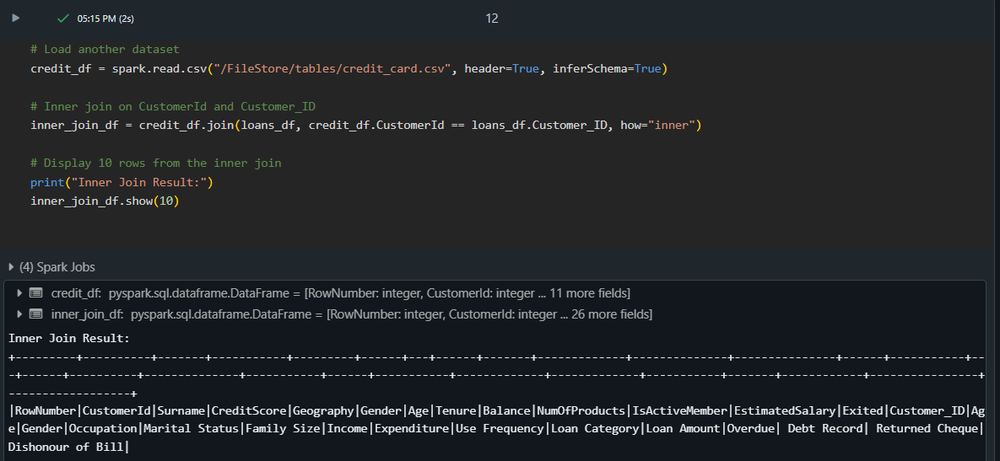 05:15 PM (2s)
12
# Load another dataset
credit_df = spark.read.csv("/FileStore/tables/credit_card.csv", header=True, inferSchema=True)
# Inner join on CustomerId and Customer_ID
inner_join_df = credit_df.join(loans_df, credit_df.CustomerId == loans_df.Customer_ID, how="inner")
# Display 10 rows from the inner join
print("Inner Join Result:")
inner_join_df.show(10)
(4) Spark Jobs
credit_df: pyspark.sql.dataframe.DataFrame = [RowNumber: integer, CustomerId: integer ... 11 more fields]
inner_join_df: pyspark.sql.dataframe.DataFrame = [RowNumber: integer, CustomerId: integer ... 26 more fields]
Inner Join Result:
+---------+----------+-------+-----------+---------+------+---+------+-------+-------------+--------------+---------------+------+-----------+--
-+------+----------+--------------+-----------+------+-----------+-------------+-------------+-----------+-------+------------+----------------+
------------------+
|RowNumber|CustomerId|Surname|CreditScore|Geography|Gender|Age|Tenure|Balance|NumOfProducts|IsActiveMember|EstimatedSalary|Exited|Customer_ID|Ag
e|Gender|Occupation|Marital Status|Family Size|Income|Expenditure|Use Frequency|Loan Category|Loan Amount|Overdue| Debt Record| Returned Cheque|
Dishonour of Bill|